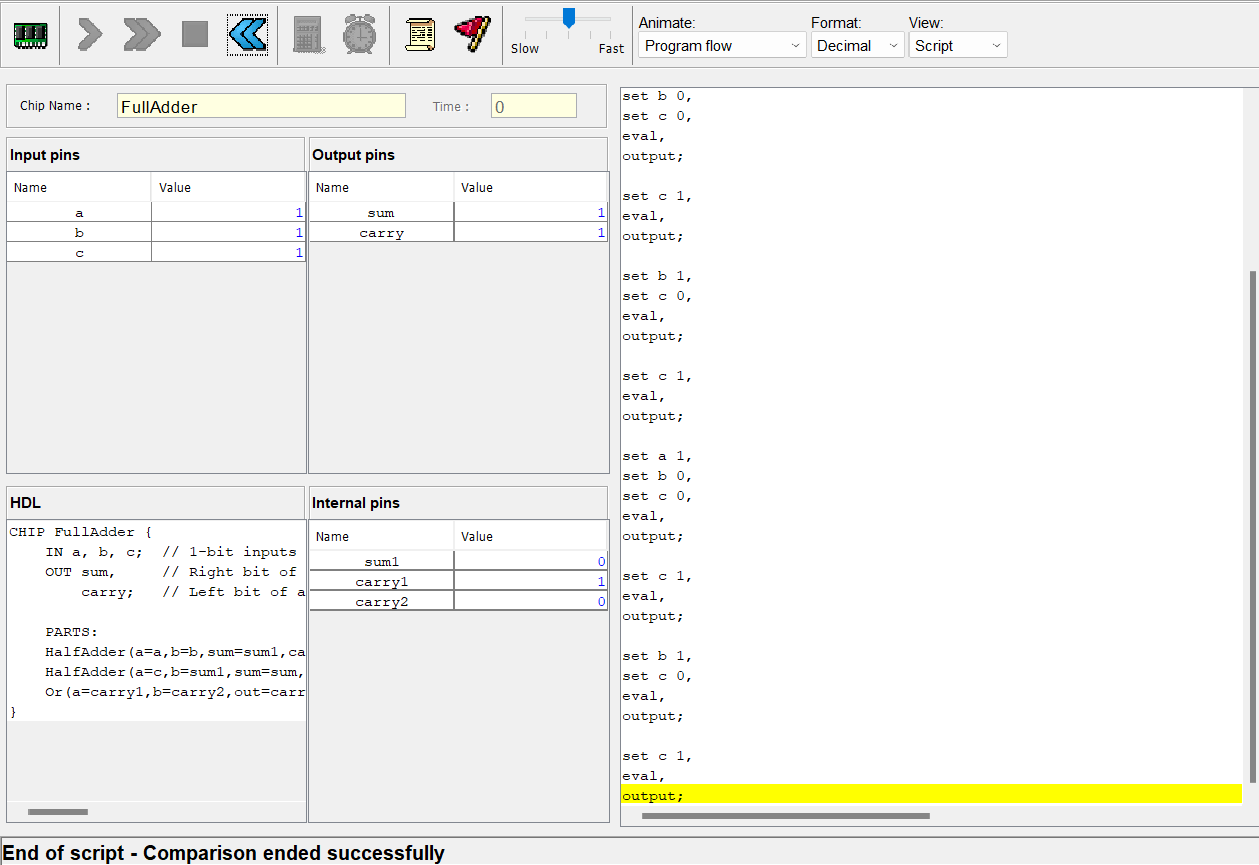 Slow
Fast
Animate:
Program flow
Format:
Decimal
View:
Script
Chip Name :
FullAdder
Time :
0
Input pins
Name Value
a 1
b 1
c 1
Output pins
Name Value
sum 1
carry 1
HDL
CHIP FullAdder {
IN a, b, c; // 1-bit inputs
OUT sum, // Right bit of
carry; // Left bit of a
PARTS:
HalfAdder(a=a,b=b,sum=sum1,ca
HalfAdder(a=c,b=sum1,sum=sum,
Or(a=carry1,b=carry2,out=carr
}
Internal pins
Name Value
sum1 0
carry1 1
carry2 0
set b 0,
set c 0,
eval,
output;
set c 1,
eval,
output;
set b 1,
set c 0,
eval,
output;
set c 1,
eval,
output;
set a 1,
set b 0,
set c 0,
eval,
output;
set c 1,
eval,
output;
set b 1,
set c 0,
eval,
output;
set c 1,
eval,
output;
End of script - Comparison ended successfully